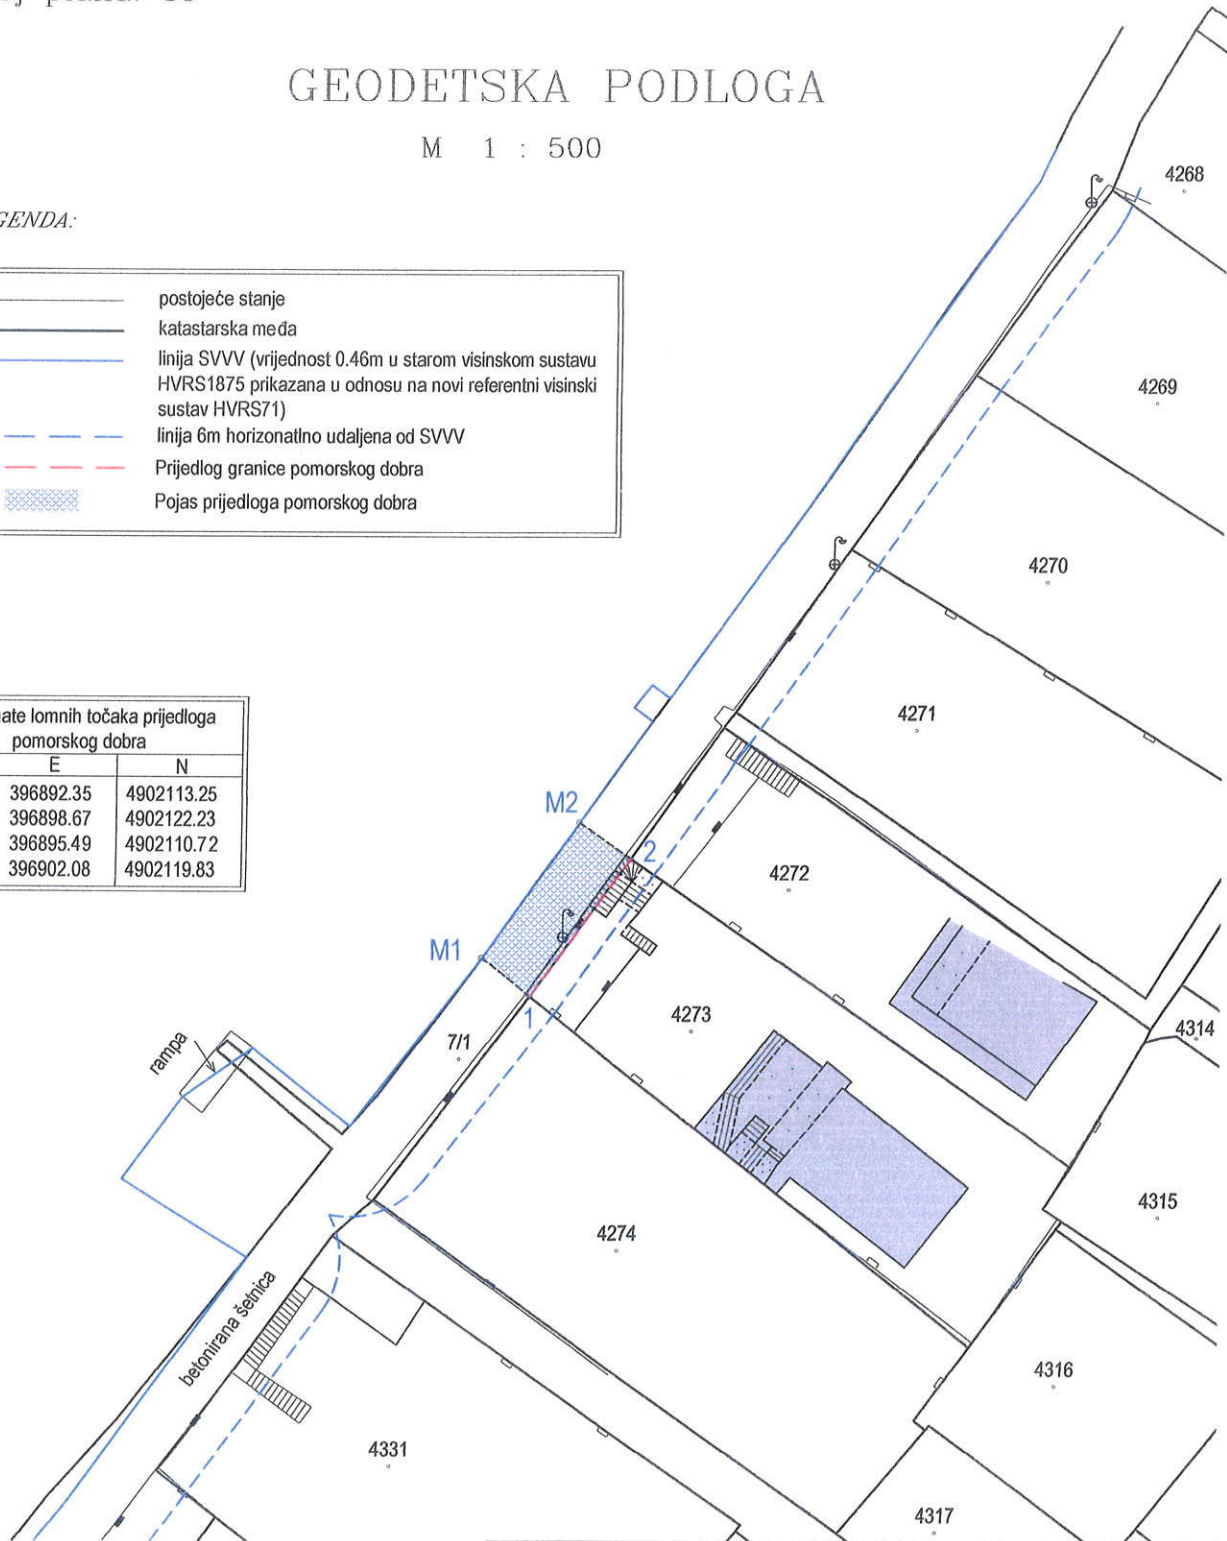 GEODETSKA PODLOGA
M 1 : 500
GENDA:
postojeće stanje
katastarska međa
linija SVVV (vrijednost 0.46m u starom visinskom sustavu
HVRS1875 prikazana u odnosu na novi referentni visinski
sustav HVRS71)
linija 6m horizonatlno udaljena od SVVV
Prijedlog granice pomorskog dobra
Pojas prijedloga pomorskog dobra
ate lomnih točaka prijedloga
pomorskog dobra
E N
396892.35 4902113.25
396898.67 4902122.23
396895.49 4902110.72
396902.08 4902119.83
4268
4269
4270
4271
M2
2
4272
M1
1
4273
7/1
4314
rampa
4315
4274
betonirana šetnica
4316
4331
4317